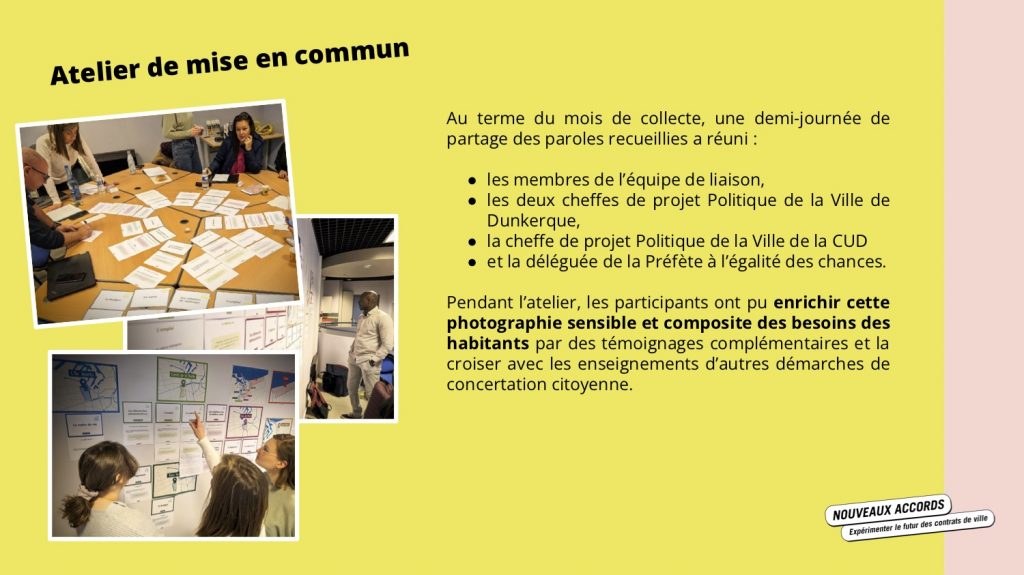 Atelier de mise en commun
Au terme du mois de collecte, une demi-journée de
partage des paroles recueillies a réuni :
● les membres de l’équipe de liaison,
● les deux cheffes de projet Politique de la Ville de
Dunkerque,
● la cheffe de projet Politique de la Ville de la CUD
● et la déléguée de la Préfète à l’égalité des chances.
Pendant l’atelier, les participants ont pu enrichir cette
photographie sensible et composite des besoins des
habitants par des témoignages complémentaires et la
croiser avec les enseignements d’autres démarches de
concertation citoyenne.
NOUVEAUX ACCORDS
Expérimenter le futur des contrats de ville